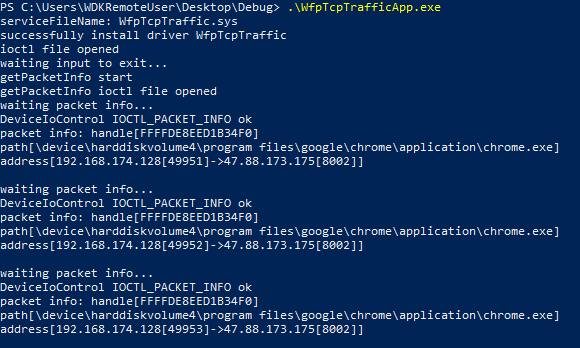 PS C:\Users\WDKRemoteUser\Desktop\Debug> .\WfpTcpTrafficApp.exe
serviceFileName: WfpTcpTraffic.sys
successfully install driver WfpTcpTraffic
ioctl file opened
waiting input to exit...
getPacketInfo start
getPacketInfo ioctl file opened
waiting packet info...
DeviceIoControl IOCTL_PACKET_INFO ok
packet info: handle[FFFFDE8EED1B34F0]
path[\device\harddiskvolume4\program files\google\chrome\application\chrome.exe]
address[192.168.174.128[49951]->47.88.173.175[8002]]
waiting packet info...
DeviceIoControl IOCTL_PACKET_INFO ok
packet info: handle[FFFFDE8EED1B34F0]
path[\device\harddiskvolume4\program files\google\chrome\application\chrome.exe]
address[192.168.174.128[49952]->47.88.173.175[8002]]
waiting packet info...
DeviceIoControl IOCTL_PACKET_INFO ok
packet info: handle[FFFFDE8EED1B34F0]
path[\device\harddiskvolume4\program files\google\chrome\application\chrome.exe]
address[192.168.174.128[49953]->47.88.173.175[8002]]